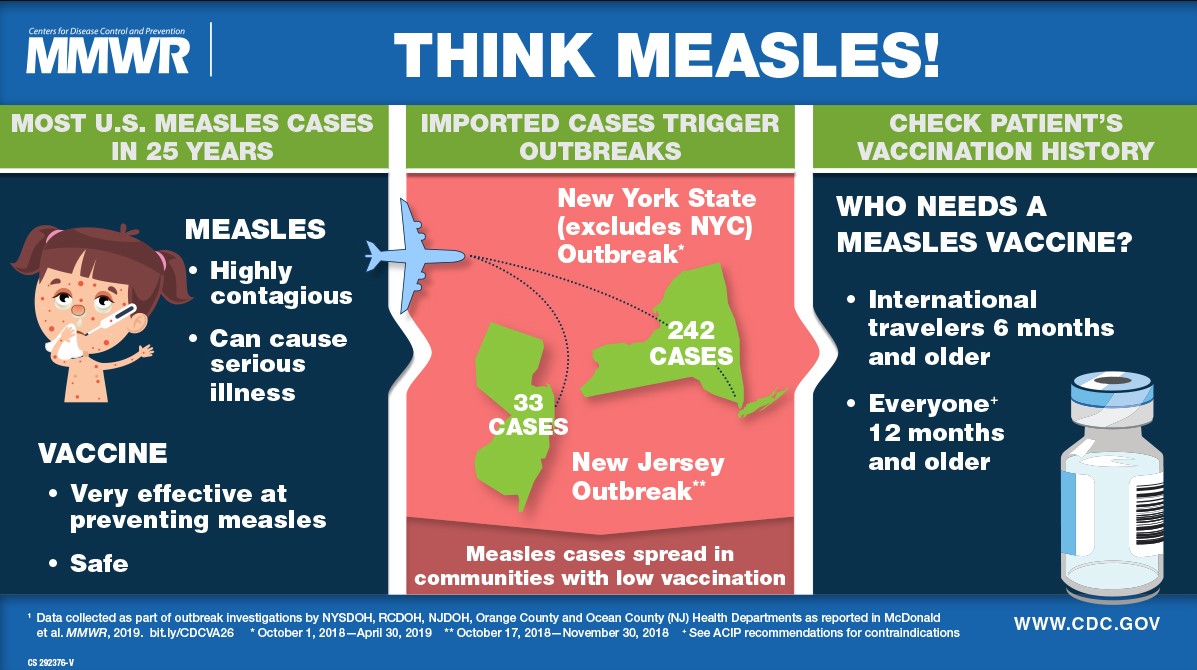 Centers for Disease Control and Prevention
MMWR
THINK MEASLES!
MOST U.S. MEASLES CASES
IN 25 YEARS
MEASLES
• Highly
contagious
• Can cause
serious
illness
VACCINE
• Very effective at
preventing measles
• Safe
IMPORTED CASES TRIGGER
OUTBREAKS
New York State
(excludes NYC)
Outbreak*
242
CASES
33
CASES
New Jersey
Outbreak**
Measles cases spread in
communities with low vaccination
CHECK PATIENT'S
VACCINATION HISTORY
WHO NEEDS A
MEASLES VACCINE?
• International
travelers 6 months
and older
• Everyone+
12 months
and older
¹ Data collected as part of outbreak investigations by NYSDOH, RCDOH, NJDOH, Orange County and Ocean County (NJ) Health Departments as reported in McDonald
et al. MMWR, 2019. bit.ly/CDCVA26 * October 1, 2018—April 30, 2019 ** October 17, 2018—November 30, 2018 + See ACIP recommendations for contraindications
WWW.CDC.GOV
CS 292376-V